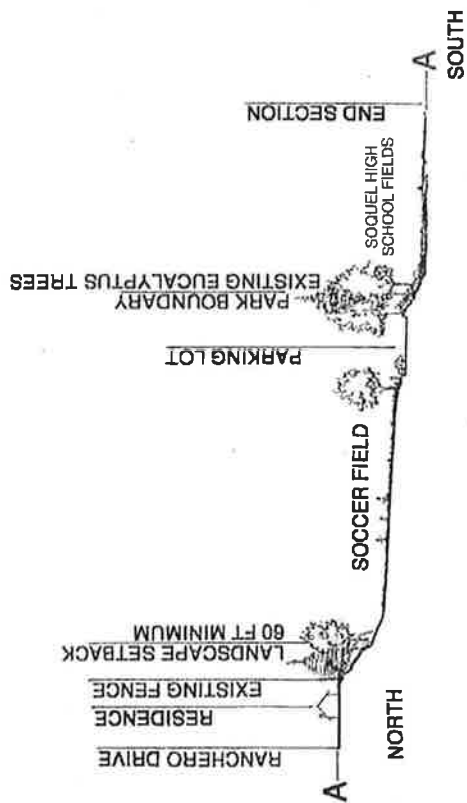 A
RANCHERO DRIVE
RESIDENCE
EXISTING FENCE
LANDSCAPE SETBACK
60 FT MINIMUM
NORTH
SOCCER FIELD
PARKING LOT
PARK BOUNDARY
EXISTING EUCALYPTUS TREES
SOQUEL HIGH
SCHOOL FIELDS
END SECTION
A
SOUTH